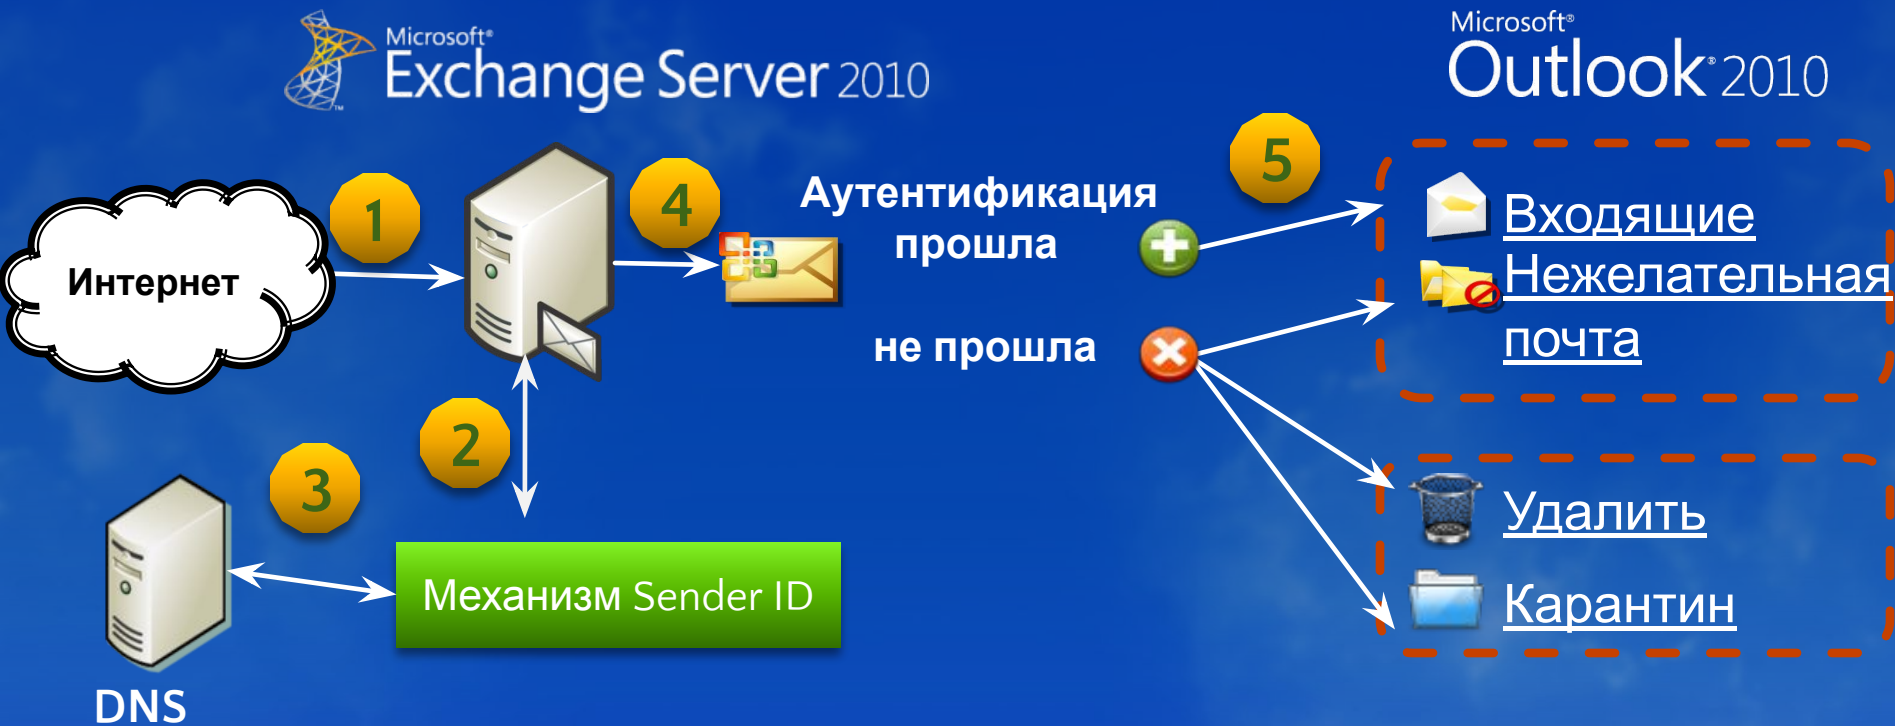 Microsoft®
Exchange Server 2010
Microsoft®
Outlook® 2010
1
4
5
Аутентификация
прошла
Интернет
не прошла
Входящие
Нежелательная
почта
2
3
Удалить
Механизм Sender ID
Карантин
DNS